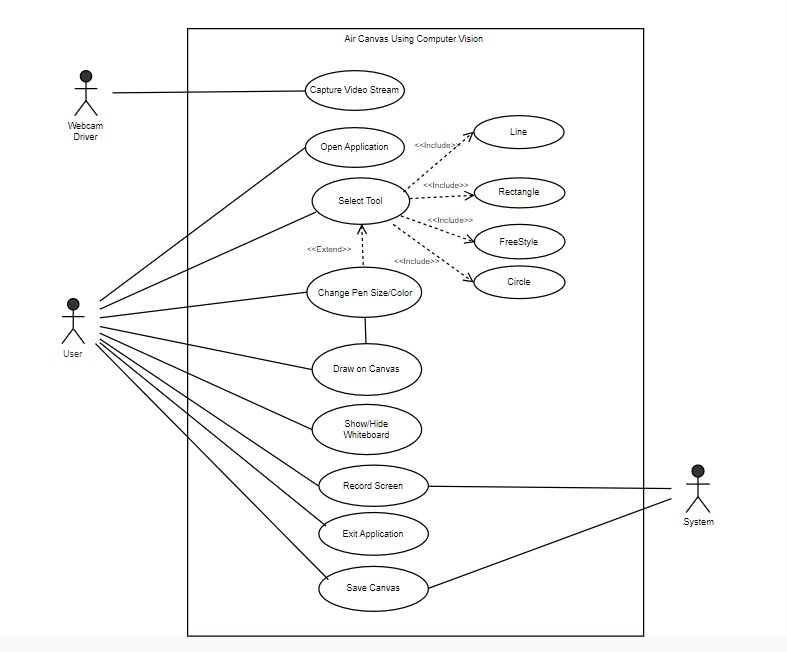 Air Canvas Using Computer Vision
Capture Video Stream
Webcam
Driver
Open Application
<<Include>>
Line
Select Tool
<<Include>>
Rectangle
<<Include>>
FreeStyle
<<Extend>>
<<Include>>
Circle
Change Pen Size/Color
User
Draw on Canvas
Show/Hide
Whiteboard
Record Screen
System
Exit Application
Save Canvas